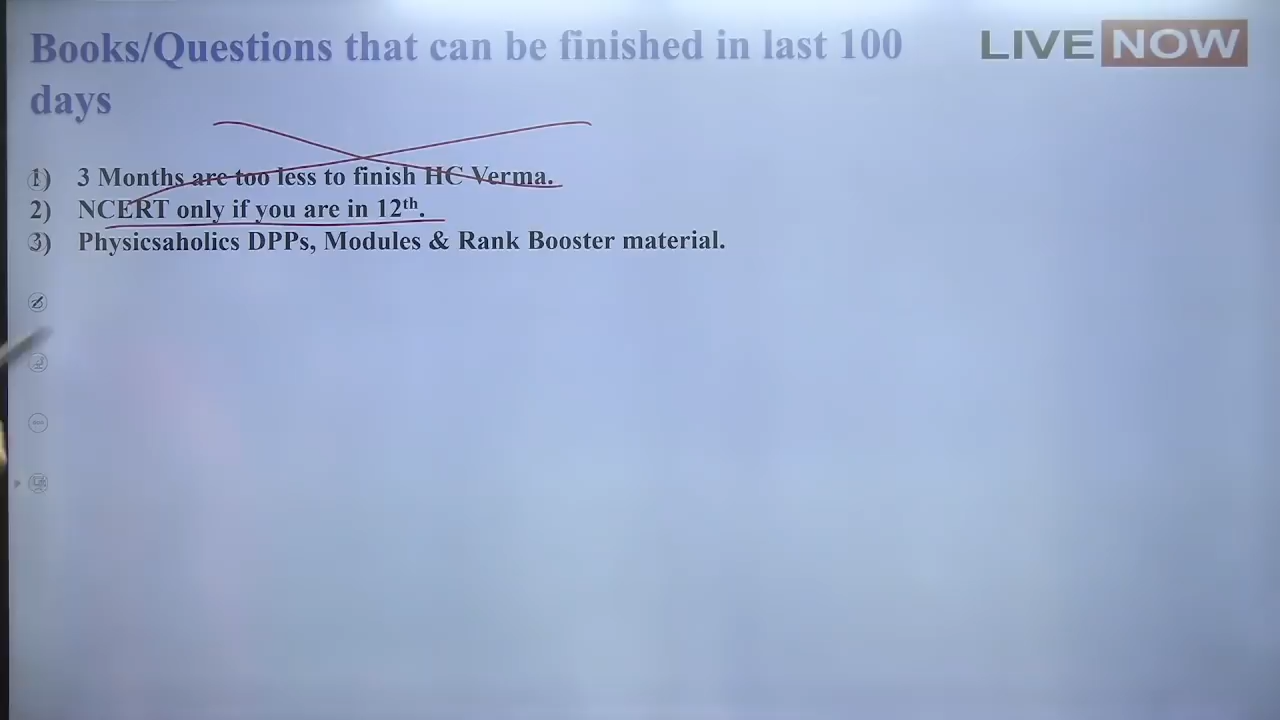 Books/Questions that can be finished in last 100
days
LIVE NOW
1) 3 Months are too less to finish HC Verma.
2) NCERT only if you are in 12th.
3) Physicsaholics DPPs, Modules & Rank Booster material.